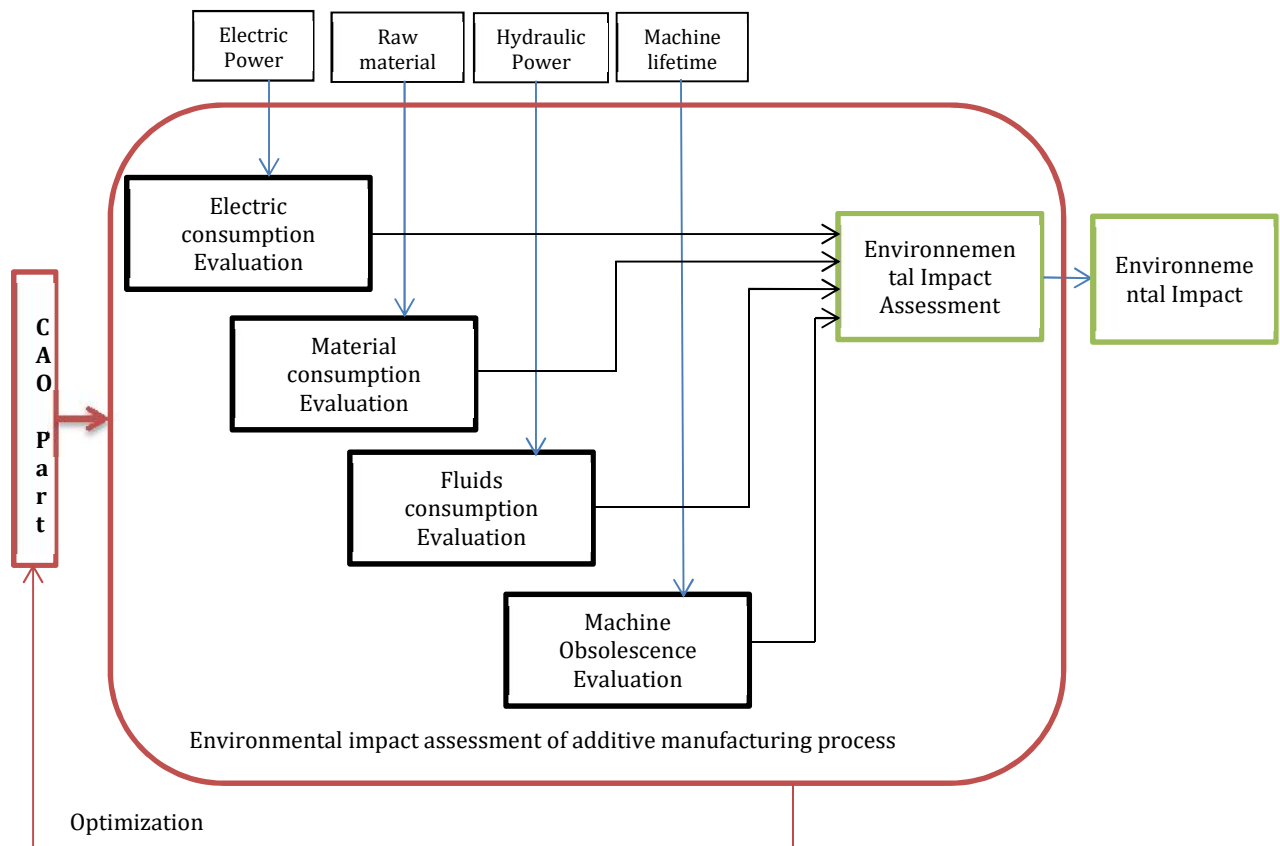 Electric
Power
Raw
material
Hydraulic
Power
Machine
lifetime
Electric
consumption
Evaluation
Environnemen
tal Impact
Assessment
Environneme
ntal Impact
C
A
O
P
a
r
t
Material
consumption
Evaluation
Fluids
consumption
Evaluation
Machine
Obsolescence
Evaluation
Environmental impact assessment of additive manufacturing process
Optimization